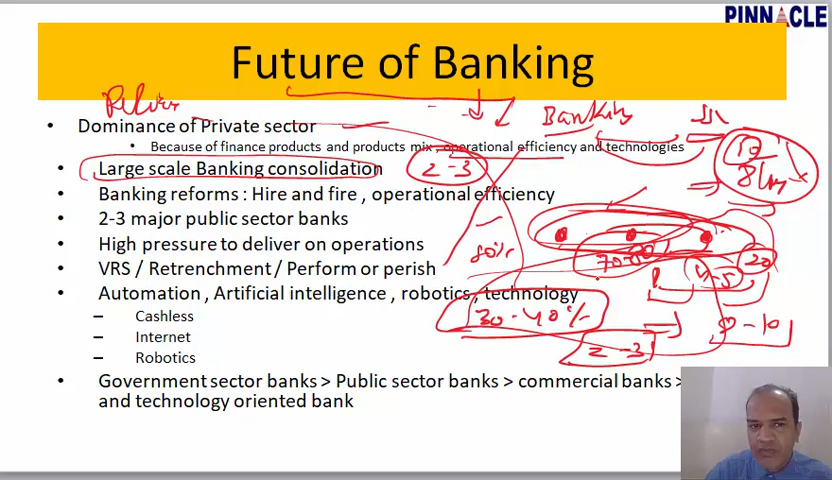 PINNACLE
Future of Banking
Banking
• Dominance of Private sector
• Because of finance products and products mix , operational efficiency and technologies
• Large scale Banking consolidation 2-3
Banking reforms : Hire and fire , operational efficiency
• 2-3 major public sector banks
• High pressure to deliver on operations
80%
• VRS / Retrenchment / Perform or perish
20
• Automation , Artificial intelligence , robotics , technology
– Cashless 30-40%
– Internet
2-3
– Robotics
• Government sector banks > Public sector banks > commercial banks >
and technology oriented bank